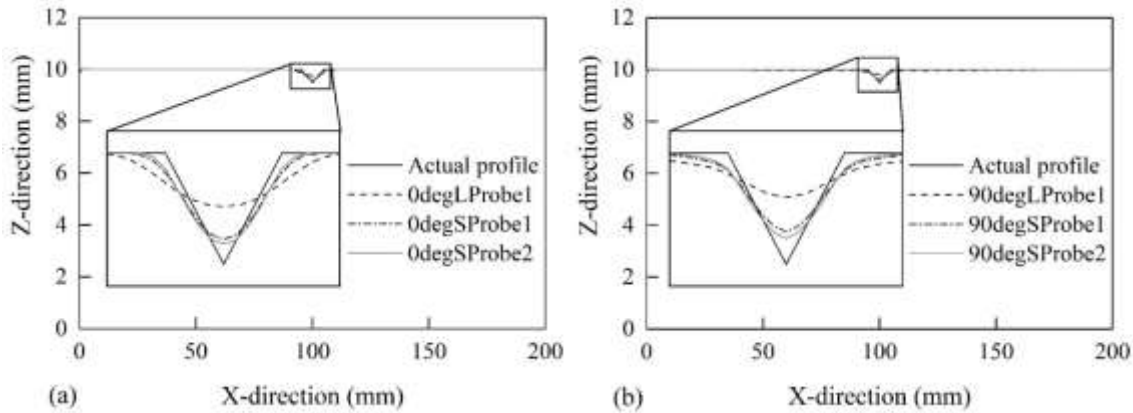 14
12
10
8
6
4
2
0
Z-direction (mm)
Actual profile
0degLProbe1
0degSProbe1
0degSProbe2
0 50 100 150 200
(a) X-direction (mm)
14
12
10
8
6
4
2
0
Z-direction (mm)
Actual profile
90degLProbe1
90degSProbe1
90degSProbe2
0 50 100 150 200
(b) X-direction (mm)